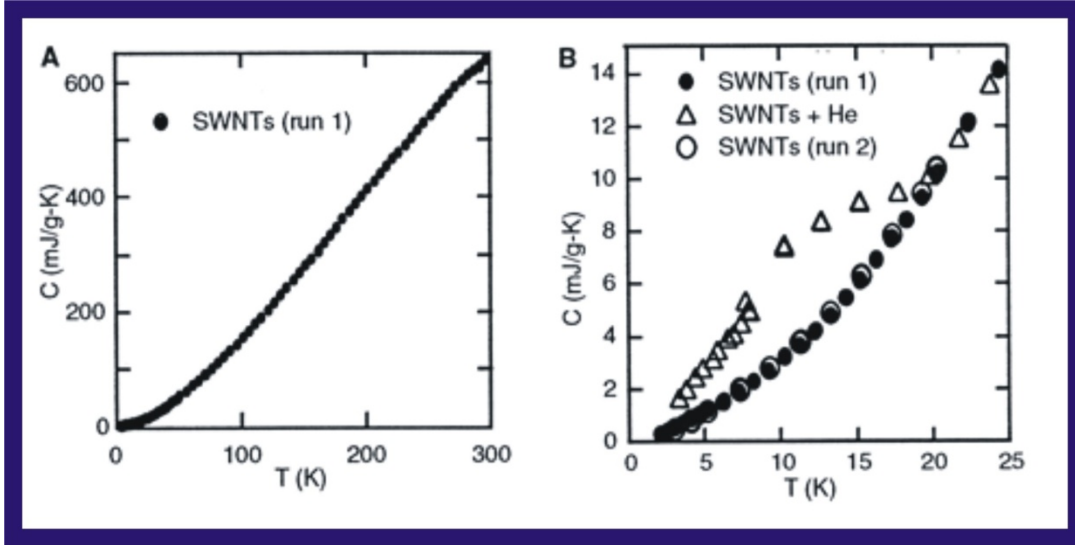 A
600
400
200
0
SWNTs (run 1)
C (mJ/g-K)
0 100 200 300
T (K)
B
14
12
10
8
6
4
2
0
SWNTs (run 1)
SWNTs + He
SWNTs (run 2)
C (mJ/g-K)
0 5 10 15 20 25
T (K)